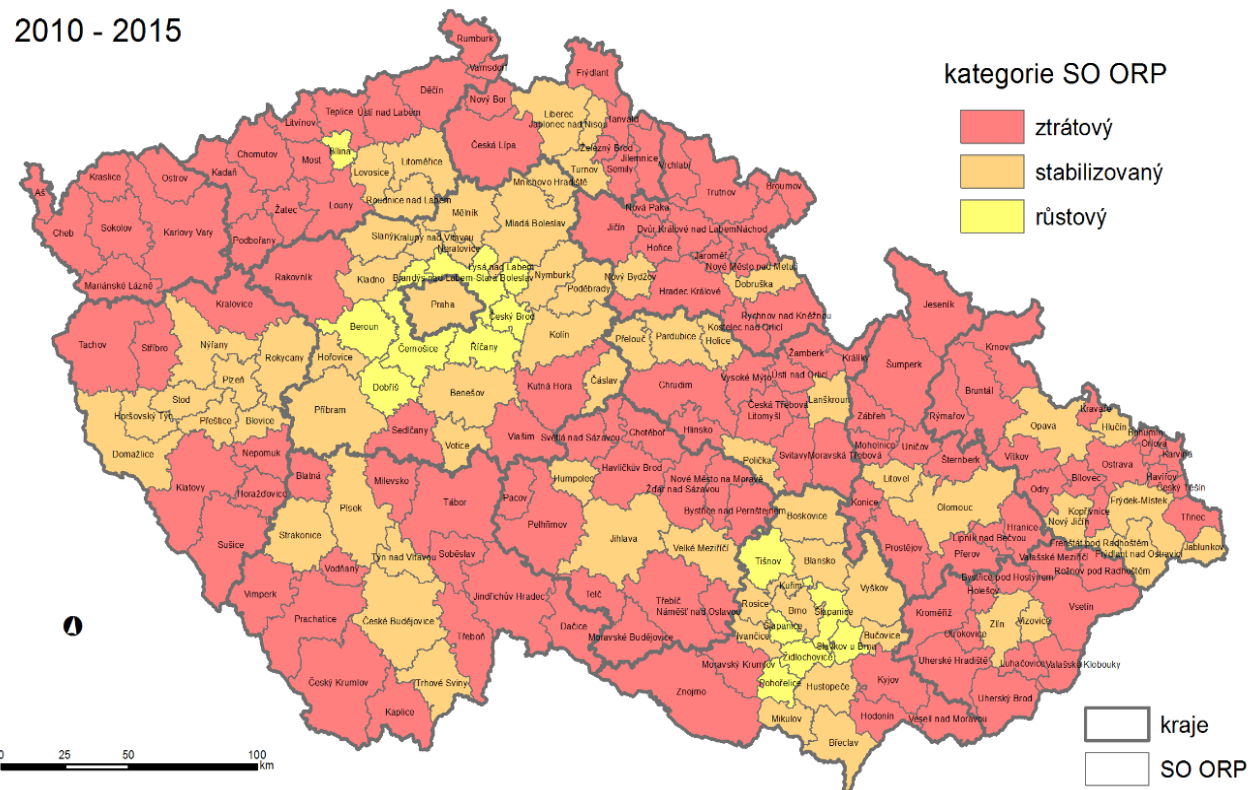 2010 - 2015
kategorie SO ORP
ztrátový
stabilizovaný
růstový
Rumburk
Varnsdorf
Frýdlant
Děčín
Nový Bor
Teplice
Ústí nad Labem
Litvínov
Liberec
Jablonec nad Nisou
Tanvald
Bílina
Česká Lípa
Železný Brod
Chomutov
Most
Litoměřice
Jilemnice
Vrchlabí
Lovosice
Turnov
Semily
Kraslice
Ostrov
Kadaň
Mnichovo Hradiště
Trutnov
Broumov
Aš
Louny
Roudnice nad Labem
Žatec
Mělník
Nová Paka
Sokolov
Mladá Boleslav
Jičín
Dvůr Králové nad Labem
Náchod
Cheb
Karlovy Vary
Podbořany
Slaný
Kralupy nad Vltavou
Hořice
Neratovice
Jaroměř
Nové Město nad Metují
Lysá nad Labem
Rakovník
Kladno
Brandýs nad Labem-Stará Boleslav
Nymburk
Nový Bydžov
Dobruška
Mariánské Lázně
Poděbrady
Hradec Králové
Kralovice
Praha
Jeseník
Český Brod
Rychnov nad Kněžnou
Beroun
Kostelec nad Orlicí
Tachov
Stříbro
Nýřany
Kolín
Přelouč
Pardubice
Holice
Rokycany
Hořovice
Černošice
Říčany
Žamberk
Králíky
Krnov
Šumperk
Plzeň
Dobříš
Kutná Hora
Čáslav
Chrudim
Vysoké Mýto
Ústí nad Orlicí
Bruntál
Benešov
Stod
Příbram
Česká Třebová
Lanškroun
Rýmařov
Kravaře
Horšovský Týn
Přeštice
Blovice
Litomyšl
Zábřeh
Opava
Hlučín
Bohumín
Sedlčany
Hlinsko
Votice
Vlašim
Světlá nad Sázavou
Chotěboř
Mohelnice
Uničov
Orlová
Domažlice
Nepomuk
Svitavy
Moravská Třebová
Šternberk
Vítkov
Karviná
Polička
Ostrava
Klatovy
Blatná
Milevsko
Havlíčkův Brod
Havířov
Český Těšín
Humpolec
Nové Město na Moravě
Litovel
Odry
Bílovec
Horažďovice
Tábor
Pacov
Žďár nad Sázavou
Písek
Pelhřimov
Bystřice nad Pernštejnem
Konice
Olomouc
Kopřivnice
Frýdek-Místek
Třinec
Strakonice
Boskovice
Nový Jičín
Hranice
Jihlava
Lipník nad Bečvou
Frenštát pod Radhoštěm
Jablunkov
Sušice
Týn nad Vltavou
Soběslav
Velké Meziříčí
Prostějov
Přerov
Valašské Meziříčí
Frýdlant nad Ostravicí
Tišnov
Blansko
Vodňany
Rožnov pod Radhoštěm
Bystřice pod Hostýnem
Vimperk
Jindřichův Hradec
Telč
Třebíč
Kuřim
Vyškov
Holešov
Prachatice
Náměšť nad Oslavou
Rosice
Brno
Šlapanice
Kroměříž
Vsetín
České Budějovice
Dačice
Šlapanice
Zlín
Vizovice
Třeboň
Moravské Budějovice
Ivančice
Bučovice
Otrokovice
Slavkov u Brna
Židlochovice
Uherské Hradiště
Luhačovice
Valašské Klobouky
Moravský Krumlov
Český Krumlov
Trhové Sviny
Pohořelice
Hustopeče
Kyjov
Znojmo
Uherský Brod
Kaplice
Mikulov
Hodonín
Veselí nad Moravou
Břeclav
kraje
SO ORP
0 25 50 100
km